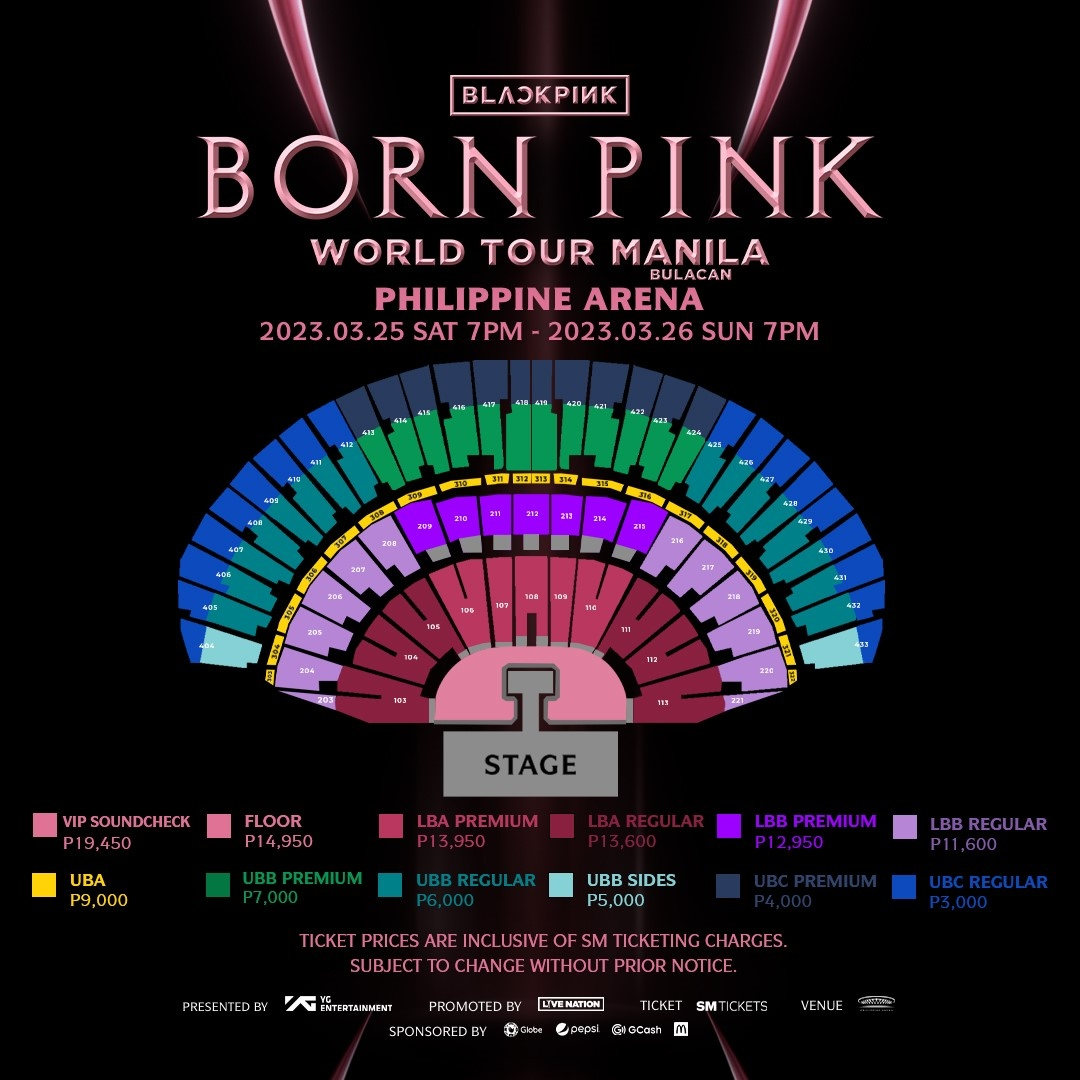 BLACKPINK
BORN PINK
WORLD TOUR MANILA
BULACAN
PHILIPPINE ARENA
2023.03.25 SAT 7PM - 2023.03.26 SUN 7PM
404 405 406 407 408 409 410 411 412 413 414 415 416 417 418 419 420 421 422 423 424 425 426 427 428 429 430 431 432 433
303 304 305 306 307 308 309 310 311 312 313 314 315 316 317 318 319 320 321 322
203 204 205 206 207 208 209 210 211 212 213 214 215 216 217 218 219 220 221
103 104 105 106 107 108 109 110 111 112 113
STAGE
VIP SOUNDCHECK FLOOR LBA PREMIUM LBA REGULAR LBB PREMIUM LBB REGULAR
P19,450 P14,950 P13,950 P13,600 P12,950 P11,600
UBA UBB PREMIUM UBB REGULAR UBB SIDES UBC PREMIUM UBC REGULAR
P9,000 P7,000 P6,000 P5,000 P4,000 P3,000
TICKET PRICES ARE INCLUSIVE OF SM TICKETING CHARGES.
SUBJECT TO CHANGE WITHOUT PRIOR NOTICE.
PRESENTED BY YG ENTERTAINMENT PROMOTED BY LIVE NATION TICKET SM TICKETS VENUE
SPONSORED BY Globe pepsi GCash